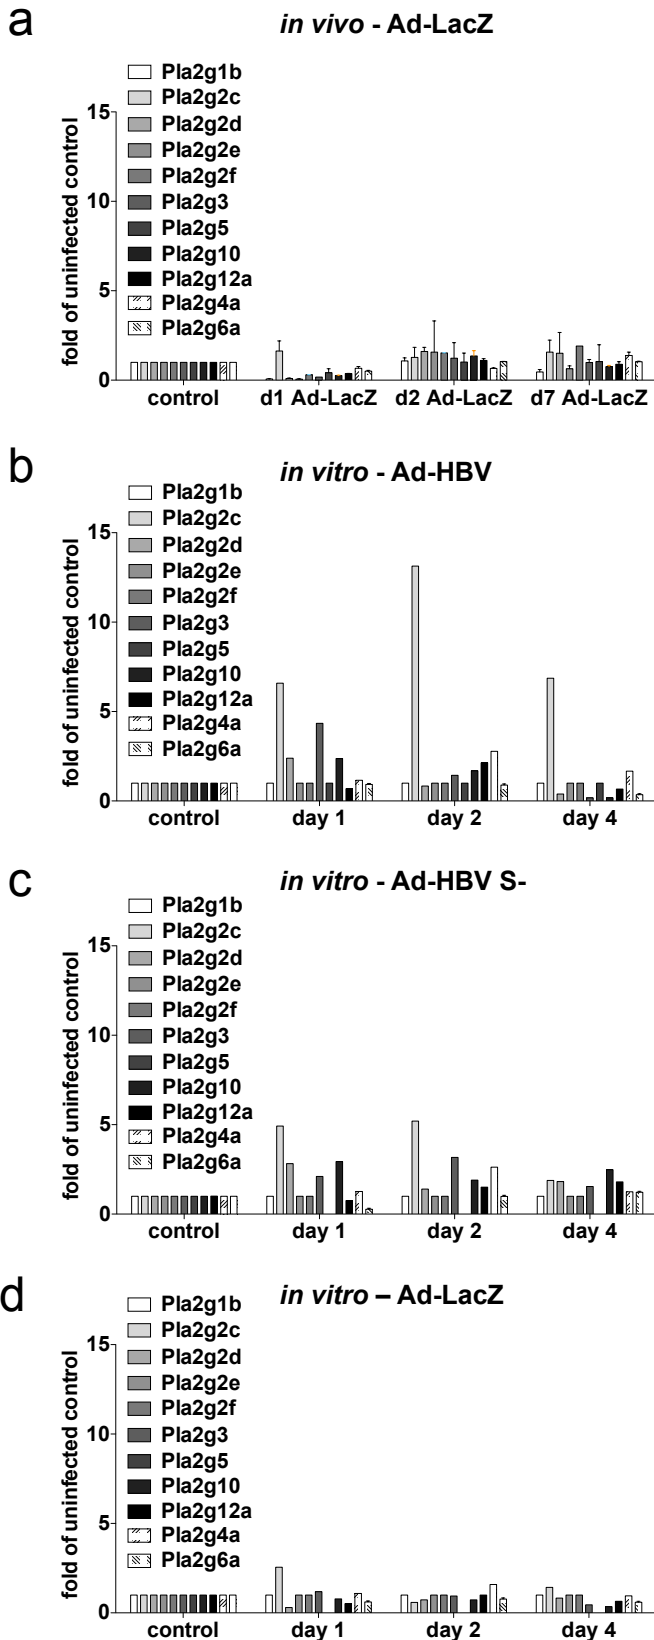 a
in vivo - Ad-LacZ
fold of uninfected control
15
10
5
0
Pla2g1b
Pla2g2c
Pla2g2d
Pla2g2e
Pla2g2f
Pla2g3
Pla2g5
Pla2g10
Pla2g12a
Pla2g4a
Pla2g6a
control d1 Ad-LacZ d2 Ad-LacZ d7 Ad-LacZ
b
in vitro - Ad-HBV
fold of uninfected control
15
10
5
0
Pla2g1b
Pla2g2c
Pla2g2d
Pla2g2e
Pla2g2f
Pla2g3
Pla2g5
Pla2g10
Pla2g12a
Pla2g4a
Pla2g6a
control day 1 day 2 day 4
c
in vitro - Ad-HBV S-
fold of uninfected control
15
10
5
0
Pla2g1b
Pla2g2c
Pla2g2d
Pla2g2e
Pla2g2f
Pla2g3
Pla2g5
Pla2g10
Pla2g12a
Pla2g4a
Pla2g6a
control day 1 day 2 day 4
d
in vitro – Ad-LacZ
fold of uninfected control
15
10
5
0
Pla2g1b
Pla2g2c
Pla2g2d
Pla2g2e
Pla2g2f
Pla2g3
Pla2g5
Pla2g10
Pla2g12a
Pla2g4a
Pla2g6a
control day 1 day 2 day 4